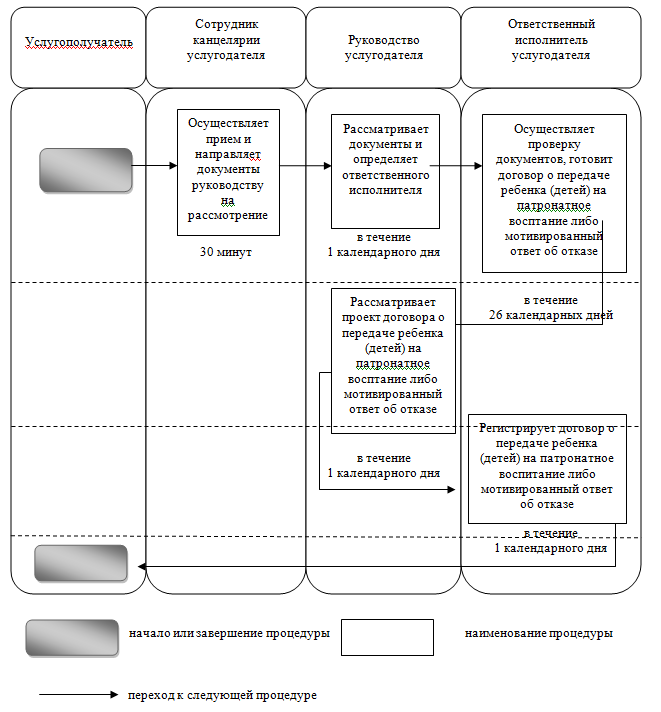 Услугополучатель
Сотрудник
канцелярии
услугодателя
Руководство
услугодателя
Ответственный
исполнитель
услугодателя
Осуществляет
прием и
направляет
документы
руководству
на
рассмотрение
30 минут
Рассматривает
документы и
определяет
ответственного
исполнителя
в течение
1 календарного дня
Осуществляет
проверку
документов, готовит
договор о передаче
ребенка (детей) на
патронатное
восптание либо
мотивированный
ответ об отказе
в течение
26 календарных дней
Рассматривает
проект договора о
передаче ребенка
(детей) на
патронатное
восптание либо
мотивированный
ответ об отказе
в течение
1 календарного дня
Регистрирует договор о
передаче ребенка
(детей) на патронатное
воспитание либо
мотивированный ответ
об отказе
в течение
1 календарного дня
начало или завершение процедуры
наименование процедуры
переход к следующей процедуре